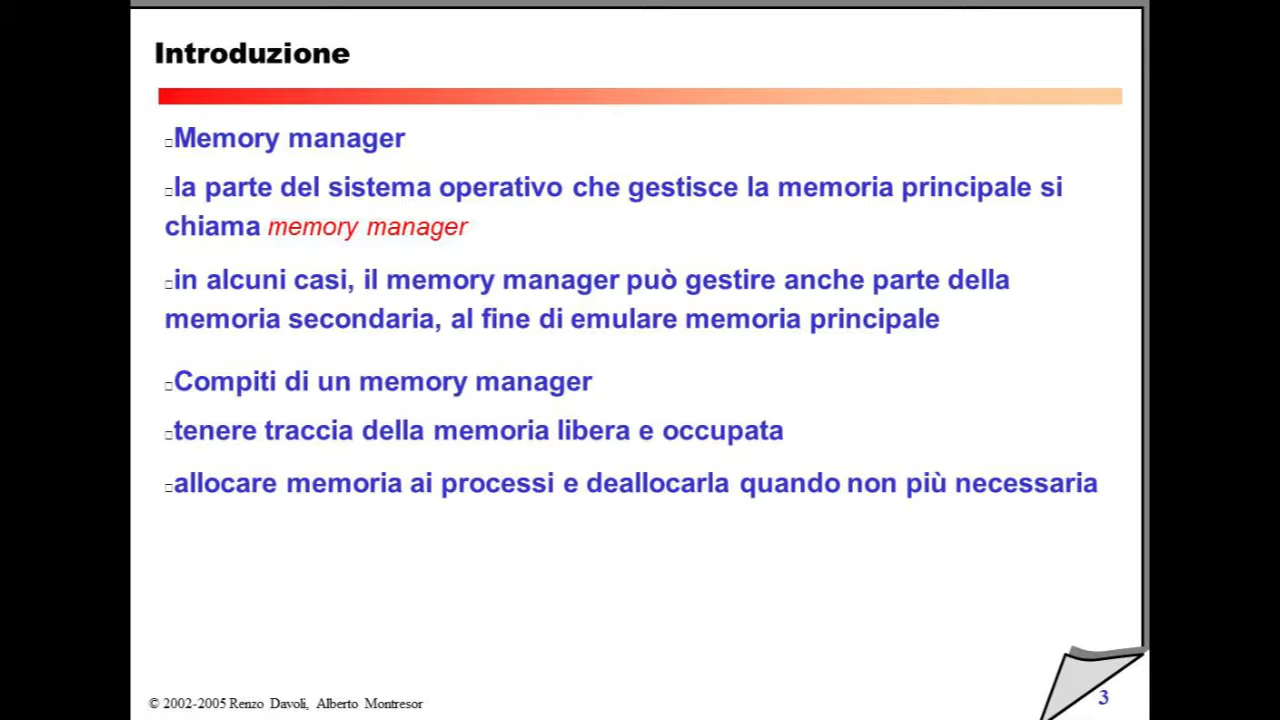 Introduzione
Memory manager
la parte del sistema operativo che gestisce la memoria principale si
chiama memory manager
in alcuni casi, il memory manager può gestire anche parte della
memoria secondaria, al fine di emulare memoria principale
Compiti di un memory manager
tenere traccia della memoria libera e occupata
allocare memoria ai processi e deallocarla quando non più necessaria
© 2002-2005 Renzo Davoli, Alberto Montresor
3